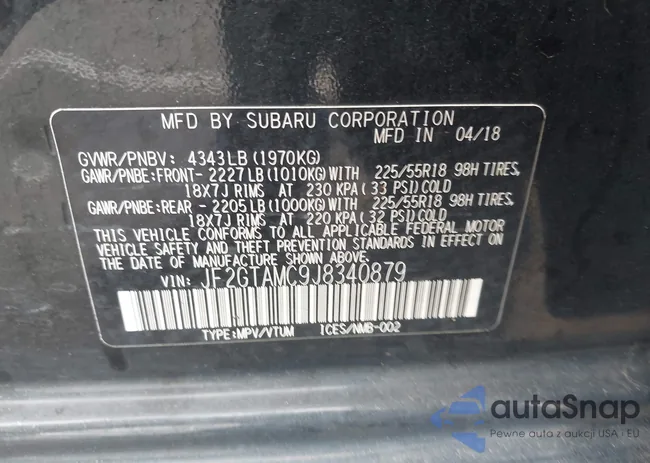 MFD BY SUBARU CORPORATION
MFD IN 04/18
GVWR/PNBV: 4343LB(1970KG)
GAWR/PNBE:FRONT- 2227LB(1010KG)WITH 225/55R18 98H TIRES,
18X7J RIMS AT 230 KPA(33 PSI)COLD
GAWR/PNBE:REAR - 2205LB(1000KG)WITH 225/55R18 98H TIRES,
18X7J RIMS AT 220 KPA(32 PSI)COLD
THIS VEHICLE CONFORMS TO ALL APPLICABLE FEDERAL MOTOR
VEHICLE SAFETY AND THEFT PREVENTION STANDARDS IN EFFECT
ON THE DATE OF MANUFACTURE SHOWN ABOVE.
VIN: JF2GTAMC9J8340879
TYPE:MPV/VTUM ICES/NMB-002
autaSnap
Pewne auta z aukcji USA i EU